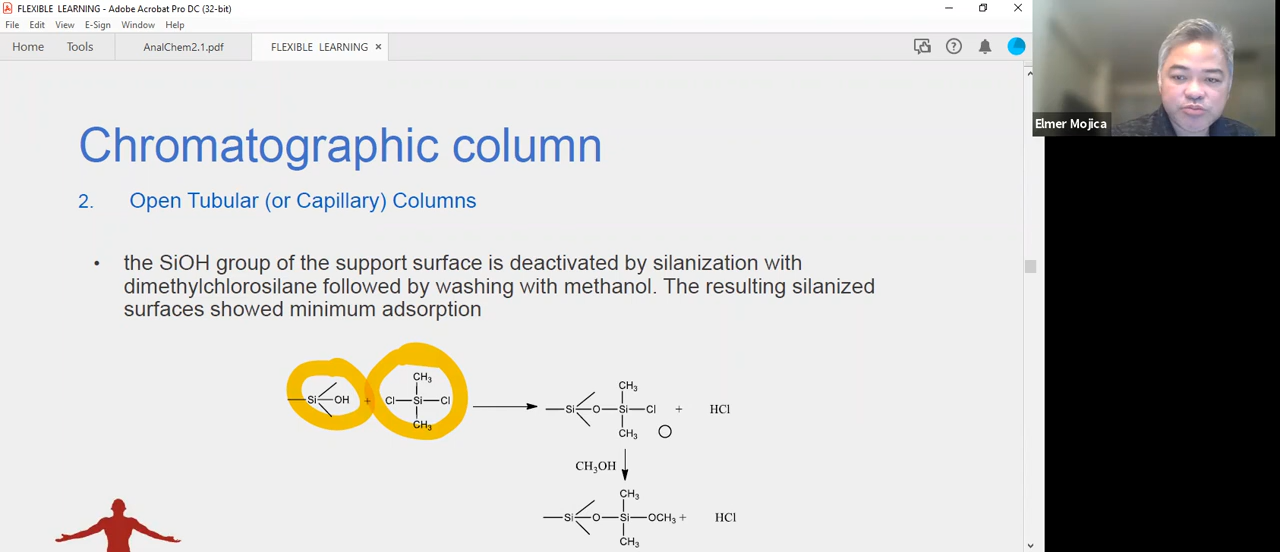 FLEXIBLE LEARNING - Adobe Acrobat Pro DC (32-bit)
File Edit View E-Sign Window Help
Home Tools AnalChem2.1.pdf FLEXIBLE LEARNING ×
Elmer Mojica
Chromatographic column
2. Open Tubular (or Capillary) Columns
• the SiOH group of the support surface is deactivated by silanization with
dimethylchlorosilane followed by washing with methanol. The resulting silanized
surfaces showed minimum adsorption
CH3
Si OH + Cl Si Cl
CH3
CH3
Si O Si Cl + HCl
CH3
CH3OH
CH3
Si O Si OCH3 + HCl
CH3